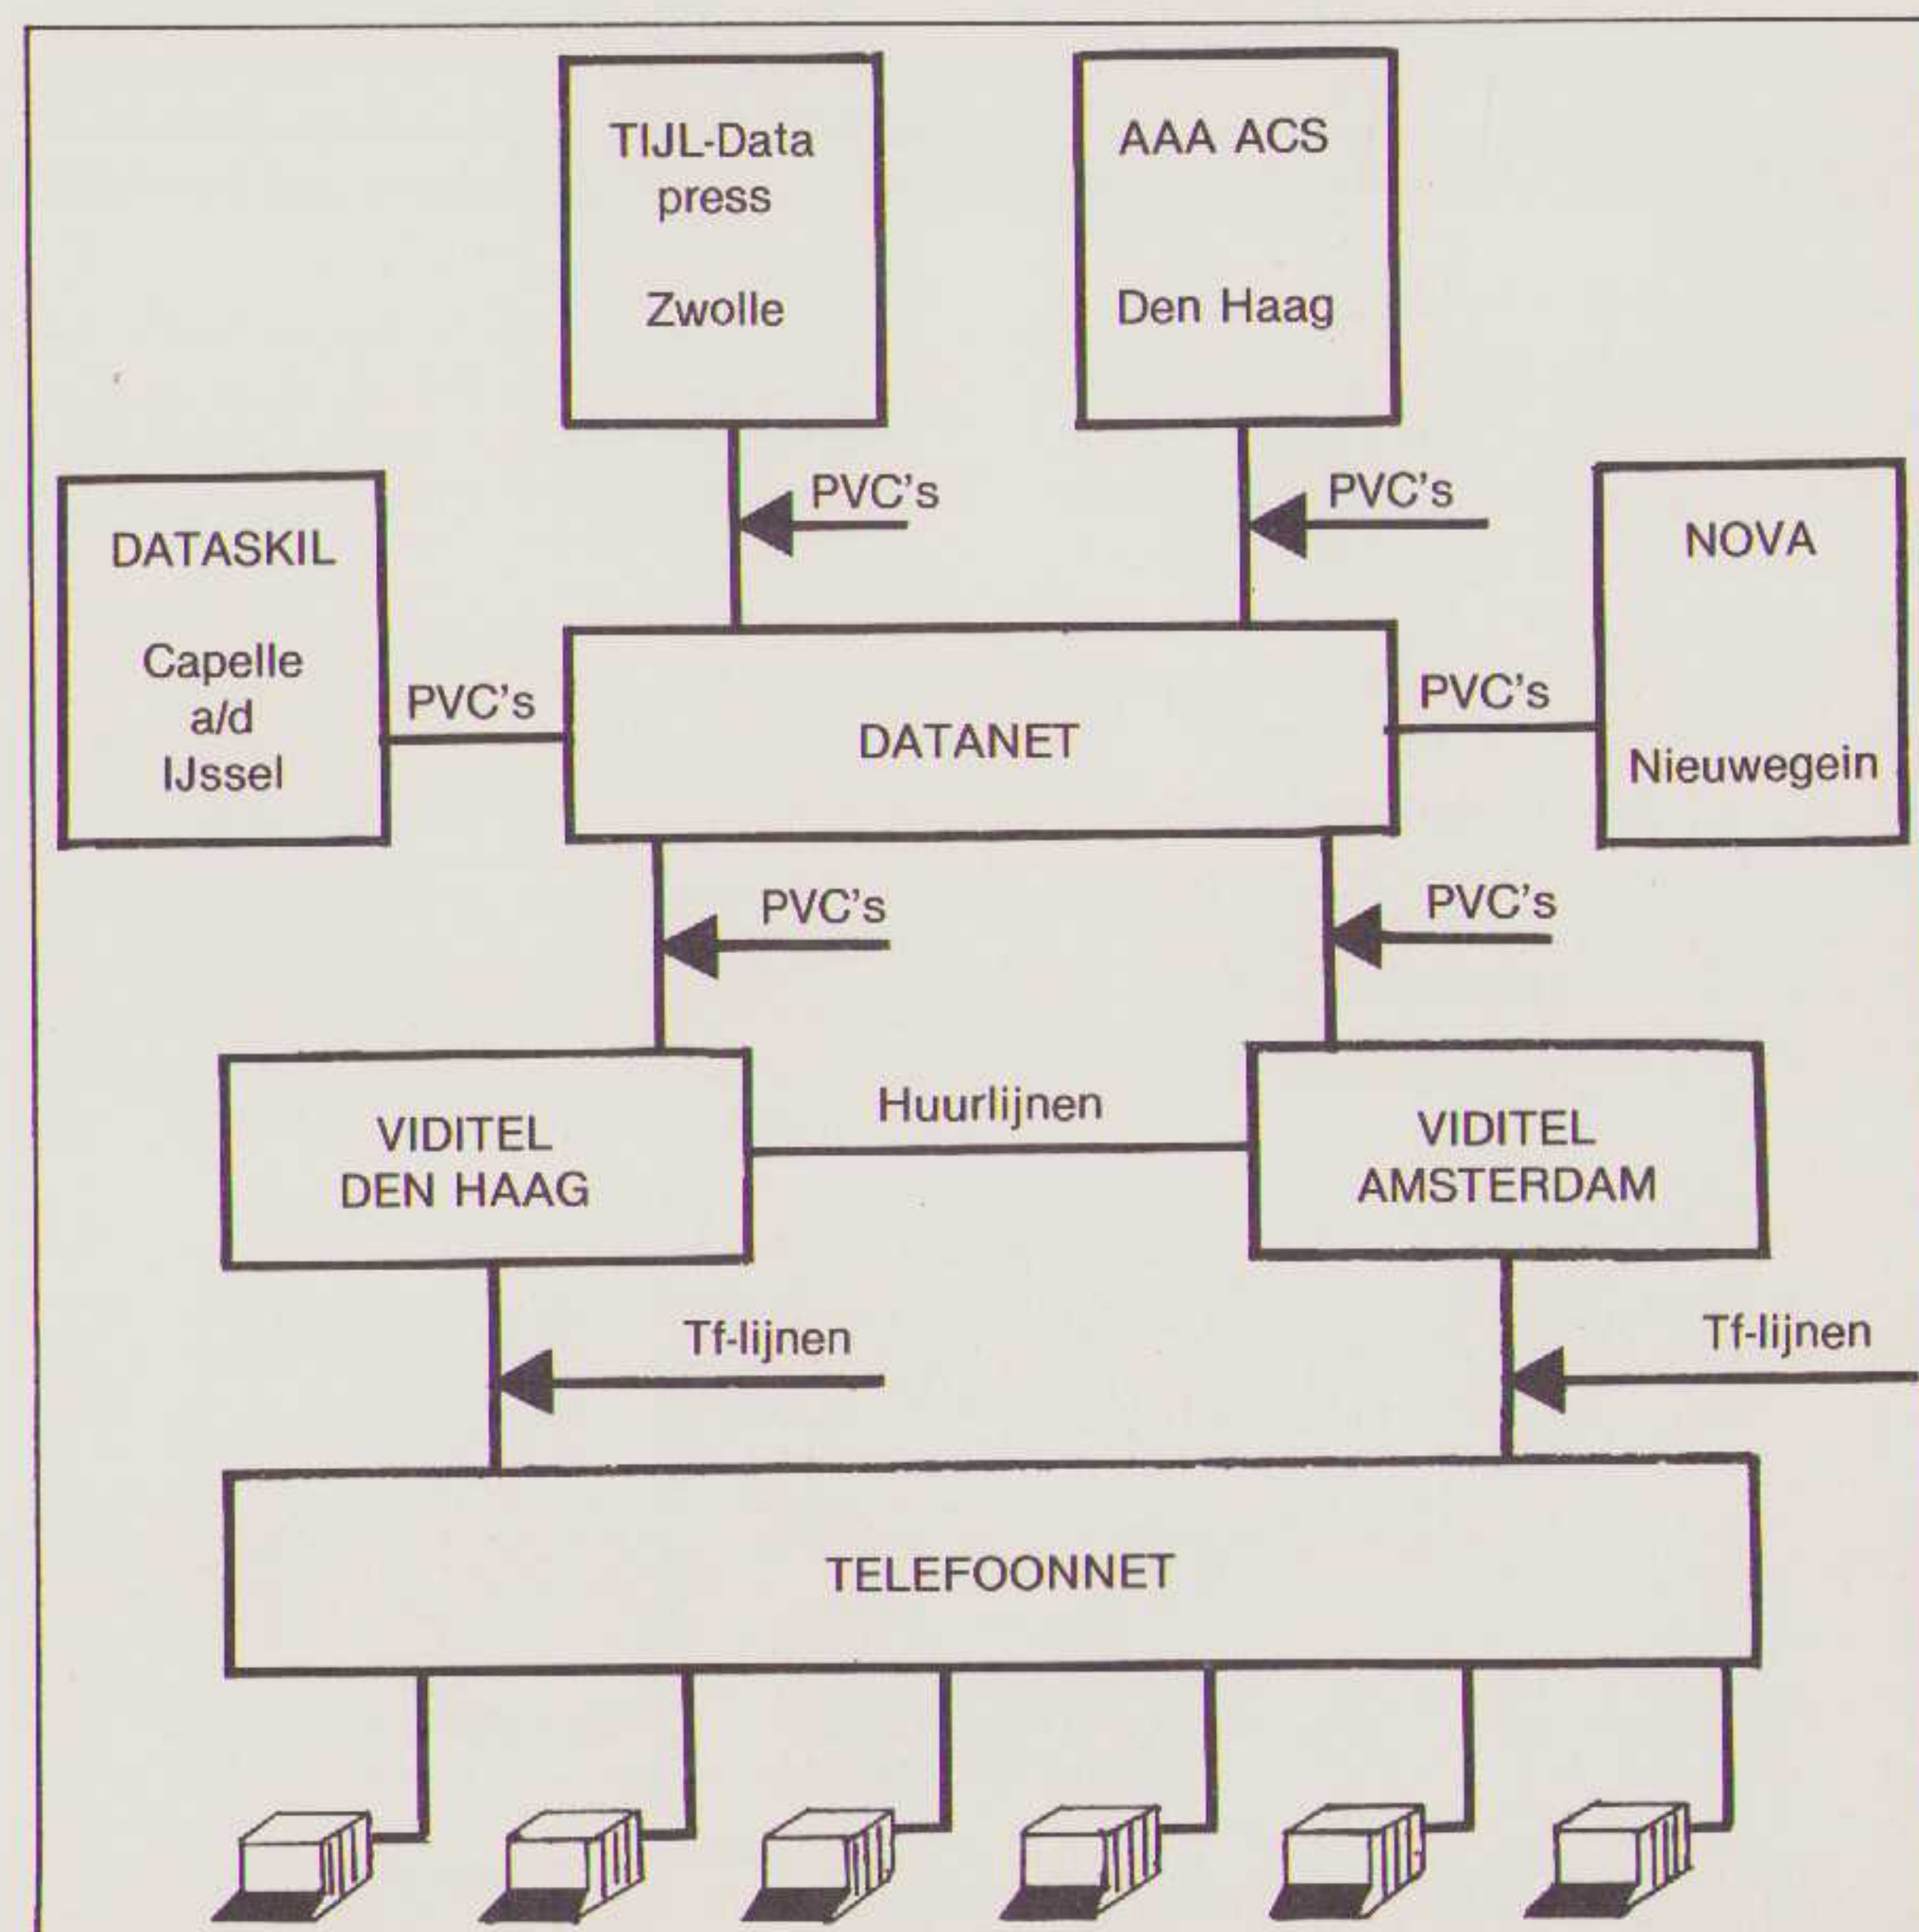 TIJL-Data
press
Zwolle
AAA ACS
Den Haag
PVC's
PVC's
DATASKIL
Capelle
a/d
IJssel
PVC's
DATANET
PVC's
NOVA
Nieuwegein
PVC's
PVC's
VIDITEL
DEN HAAG
Huurlijnen
VIDITEL
AMSTERDAM
Tf-lijnen
Tf-lijnen
TELEFOONNET